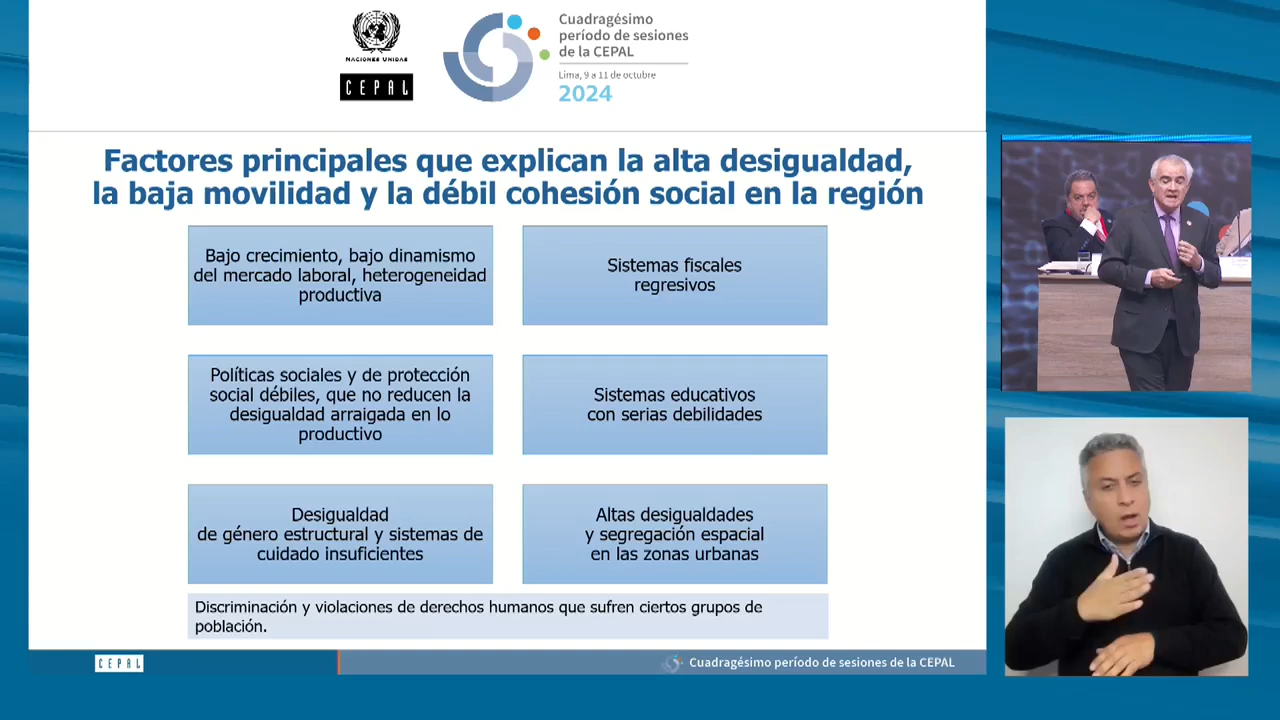 NACIONES UNIDAS
CEPAL
Cuadragésimo
período de sesiones
de la CEPAL
Lima, 9 a 11 de octubre
2024
Factores principales que explican la alta desigualdad,
la baja movilidad y la débil cohesión social en la región
Bajo crecimiento, bajo dinamismo
del mercado laboral, heterogeneidad
productiva
Sistemas fiscales
regresivos
Políticas sociales y de protección
social débiles, que no reducen la
desigualdad arraigada en lo
productivo
Sistemas educativos
con serias debilidades
Desigualdad
de género estructural y sistemas de
cuidado insuficientes
Altas desigualdades
y segregación espacial
en las zonas urbanas
Discriminación y violaciones de derechos humanos que sufren ciertos grupos de
población.
CEPAL
Cuadragésimo período de sesiones de la CEPAL